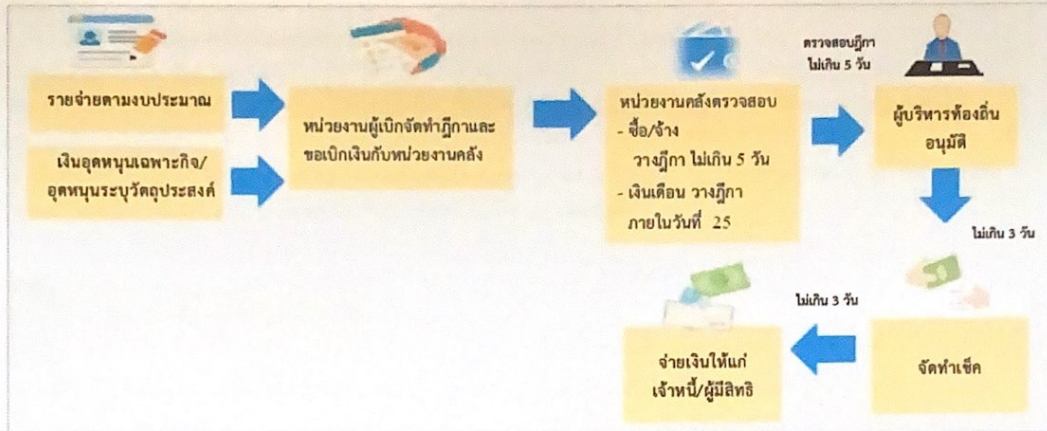 รายจ่ายตามงบประมาณ
เงินอุดหนุนเฉพาะกิจ/
อุดหนุนระบุวัตถุประสงค์
หน่วยงานผู้เบิกจัดทำฎีกาและ
ขอเบิกเงินกับหน่วยงานคลัง
หน่วยงานคลังตรวจสอบ
- ซื้อ/จ้าง
วางฎีกา ไม่เกิน 5 วัน
- เงินเดือน วางฎีกา
ภายในวันที่ 25
ตรวจสอบฎีกา
ไม่เกิน 5 วัน
ผู้บริหารท้องถิ่น
อนุมัติ
ไม่เกิน 3 วัน
จัดทำเช็ค
ไม่เกิน 3 วัน
จ่ายเงินให้แก่
เจ้าหนี้/ผู้มีสิทธิ